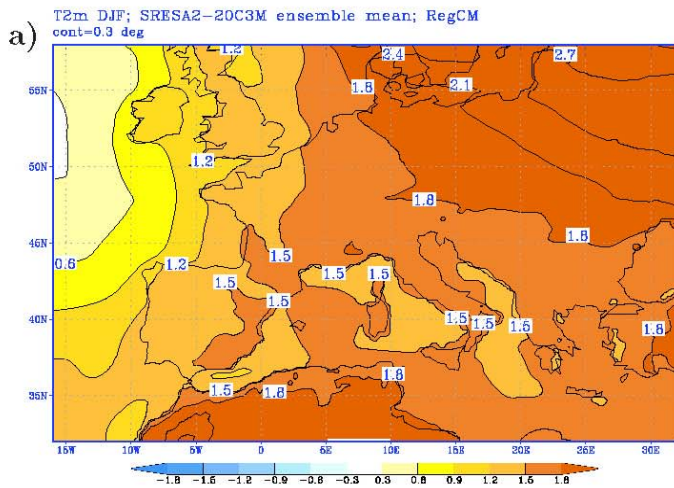 T2m DJF; SRESA2-20C3M ensemble mean; RegCM
a) cont=0.3 deg
1.2 2.4 2.7
55N 1.8 2.1
50N 1.2
1.8
1.8
45N
0.6 1.2 1.5 1.5 1.5
1.5 1.5
40N 1.5 1.5 1.5 1.8
35N 1.5 1.8 1.8
15W 10W 5W 0 5E 10E 15E 20E 25E 30E
-1.8 -1.5 -1.2 -0.9 -0.6 -0.3 0.3 0.6 0.9 1.2 1.5 1.8